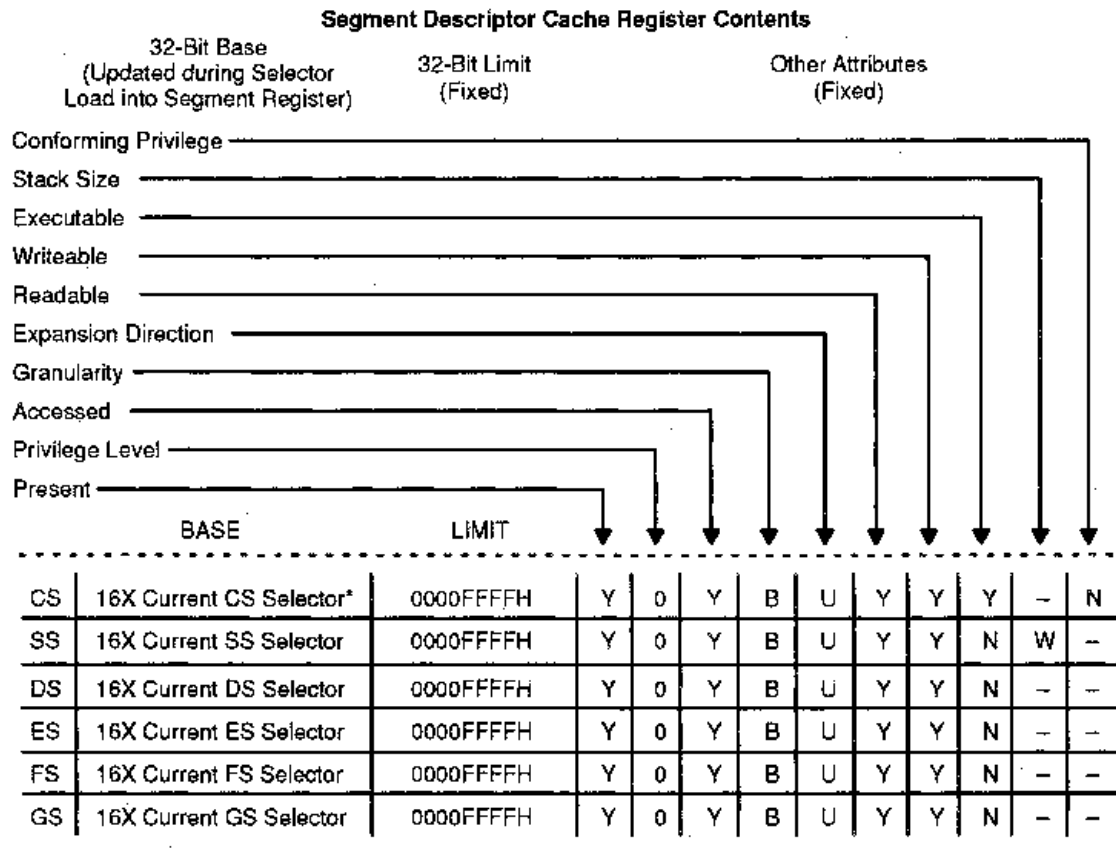 Segment Descriptor Cache Register Contents
32-Bit Base
(Updated during Selector
Load into Segment Register)
32-Bit Limit
(Fixed)
Other Attributes
(Fixed)
Conforming Privilege
Stack Size
Executable
Writeable
Readable
Expansion Direction
Granularity
Accessed
Privilege Level
Present
BASE LIMIT
CS 16X Current CS Selector* 0000FFFFH Y 0 Y B U Y Y Y – N
SS 16X Current SS Selector 0000FFFFH Y 0 Y B U Y Y N W –
DS 16X Current DS Selector 0000FFFFH Y 0 Y B U Y Y N – –
ES 16X Current ES Selector 0000FFFFH Y 0 Y B U Y Y N – –
FS 16X Current FS Selector 0000FFFFH Y 0 Y B U Y Y N – –
GS 16X Current GS Selector 0000FFFFH Y 0 Y B U Y Y N – –